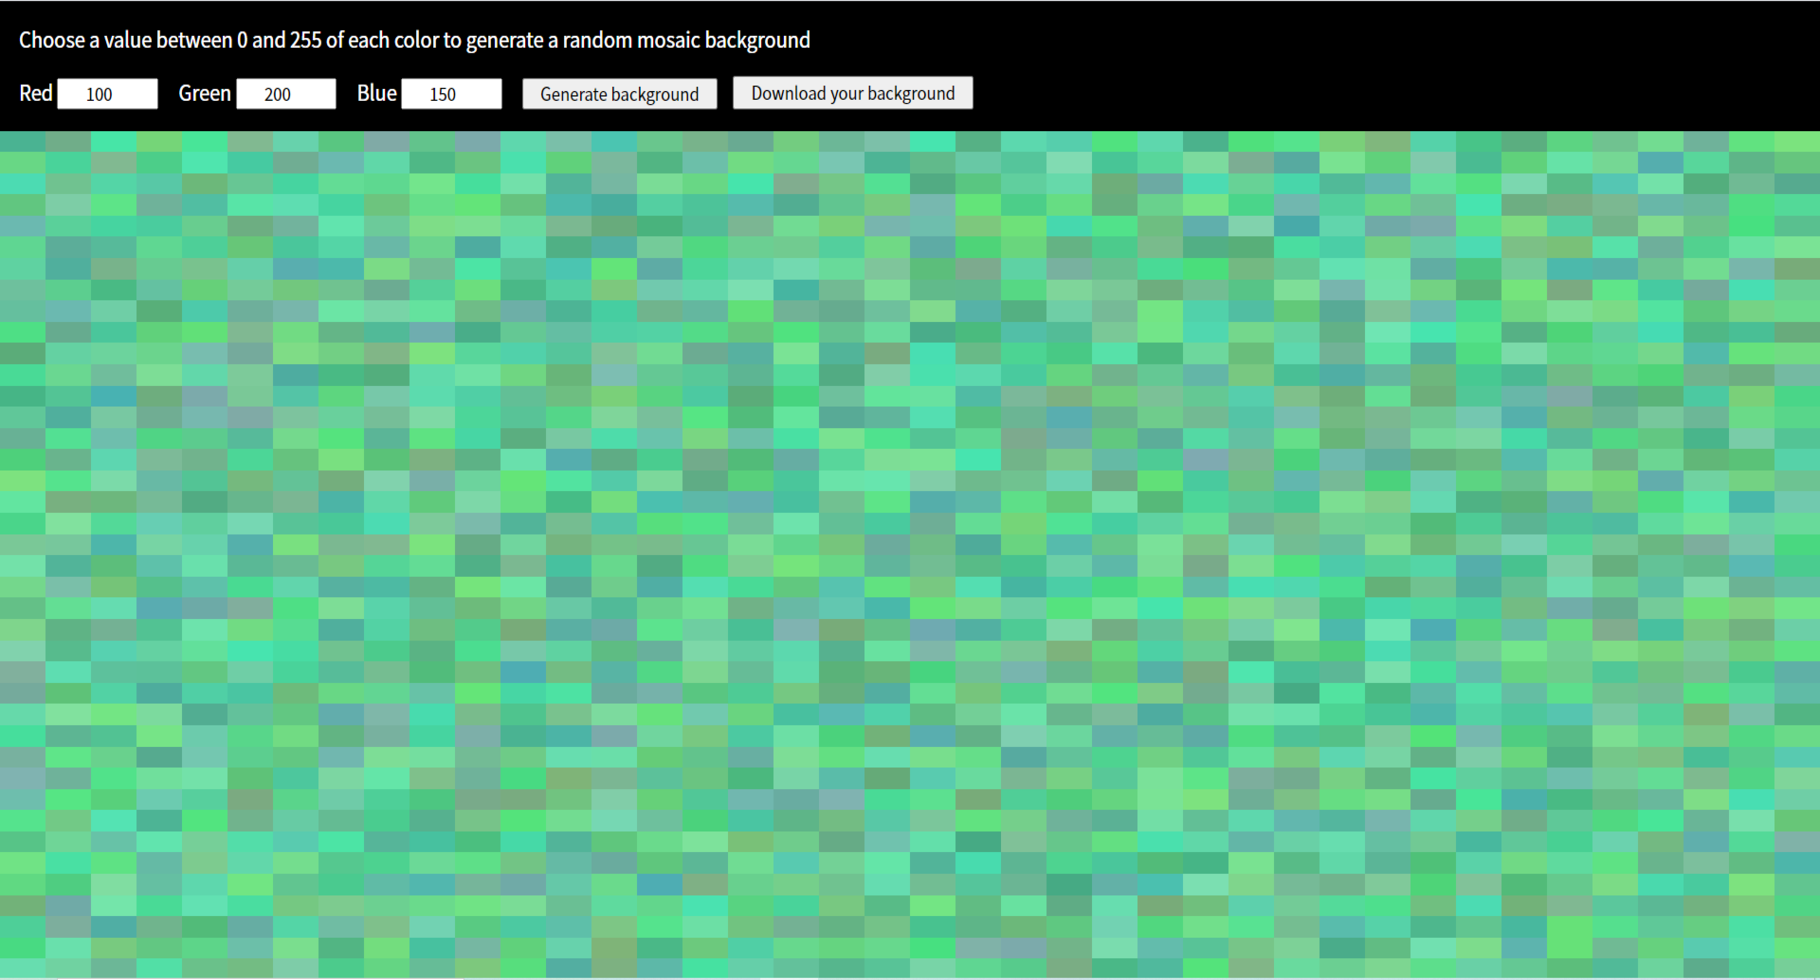 Choose a value between 0 and 255 of each color to generate a random mosaic background
Red 100 Green 200 Blue 150 Generate background Download your background